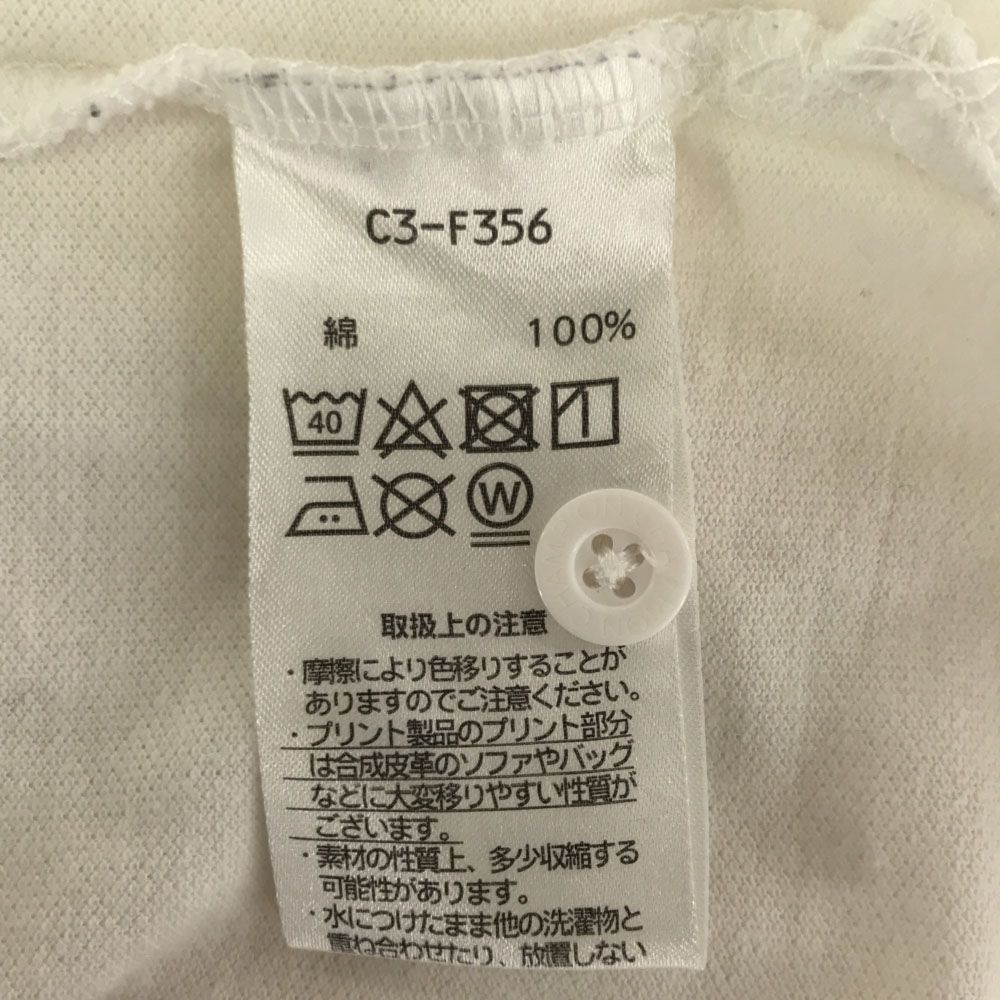 C3-F356
綿 100%
40
W
取扱上の注意
・摩擦により色移りすることが
ありますのでご注意ください。
・プリント製品のプリント部分
は合成皮革のソファやバッグ
などに大変移りやすい性質が
ございます。
・素材の性質上、多少収縮する
可能性があります。
・水につけたまま他の洗濯物と
重ね合わせたり、放置しない